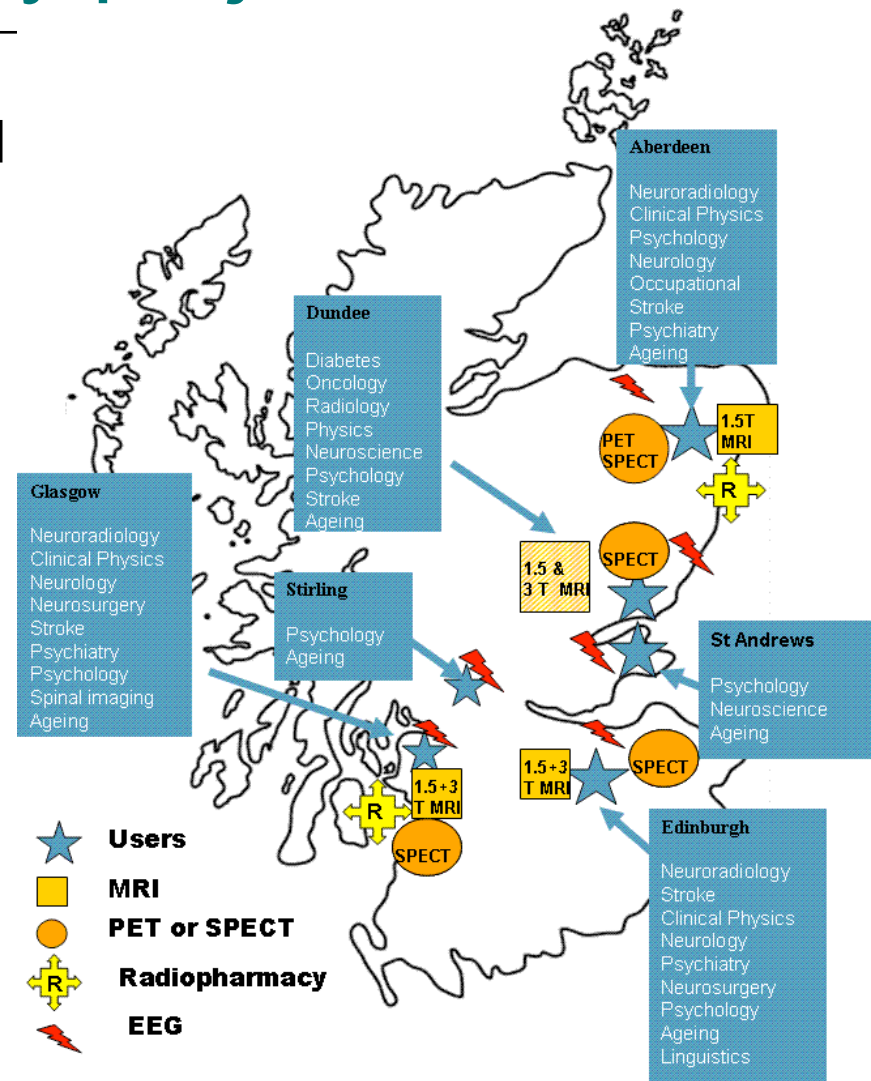 Aberdeen
Neuroradiology
Clinical Physics
Psychology
Neurology
Occupational
Stroke
Psychiatry
Ageing
Dundee
Diabetes
Oncology
Radiology
Physics
Neuroscience
Psychology
Stroke
Ageing
PET
SPECT
1.5T
MRI
R
Glasgow
Neuroradiology
Clinical Physics
Neurology
Neurosurgery
Stroke
Psychiatry
Psychology
Spinal imaging
Ageing
Stirling
Psychology
Ageing
1.5 &
3 T MRI
SPECT
St Andrews
Psychology
Neuroscience
Ageing
1.5+3
T MRI
SPECT
1.5+3
T MRI
R
SPECT
Edinburgh
Neuroradiology
Stroke
Clinical Physics
Neurology
Psychiatry
Neurosurgery
Psychology
Ageing
Linguistics
Users
MRI
PET or SPECT
R
Radiopharmacy
EEG